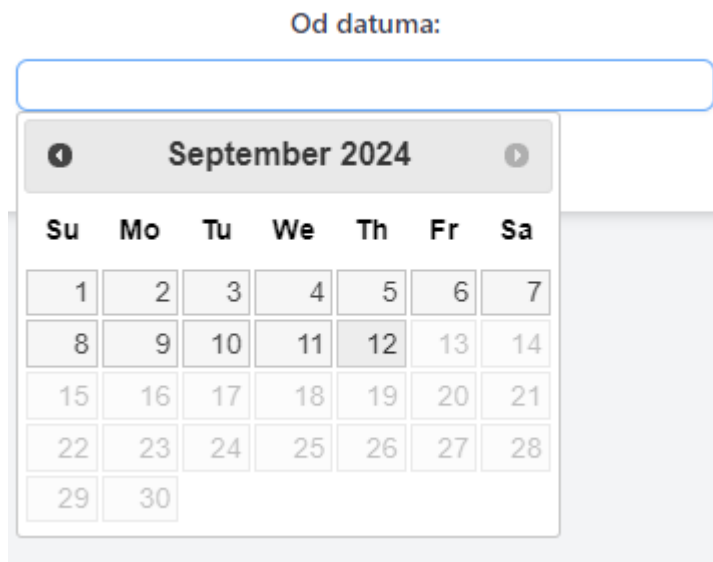 Od datuma:
September 2024
Su Mo Tu We Th Fr Sa
1 2 3 4 5 6 7
8 9 10 11 12 13 14
15 16 17 18 19 20 21
22 23 24 25 26 27 28
29 30